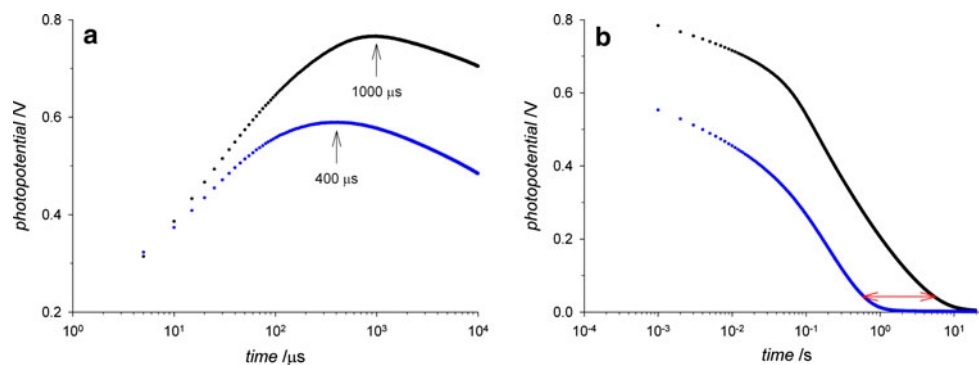 a
photopotential /V
0.8
0.6
0.4
0.2
1000 μs
400 μs
10⁰ 10¹ 10² 10³ 10⁴
time /μs
b
photopotential /V
0.8
0.6
0.4
0.2
0.0
10⁻⁴ 10⁻³ 10⁻² 10⁻¹ 10⁰ 10¹
time /s